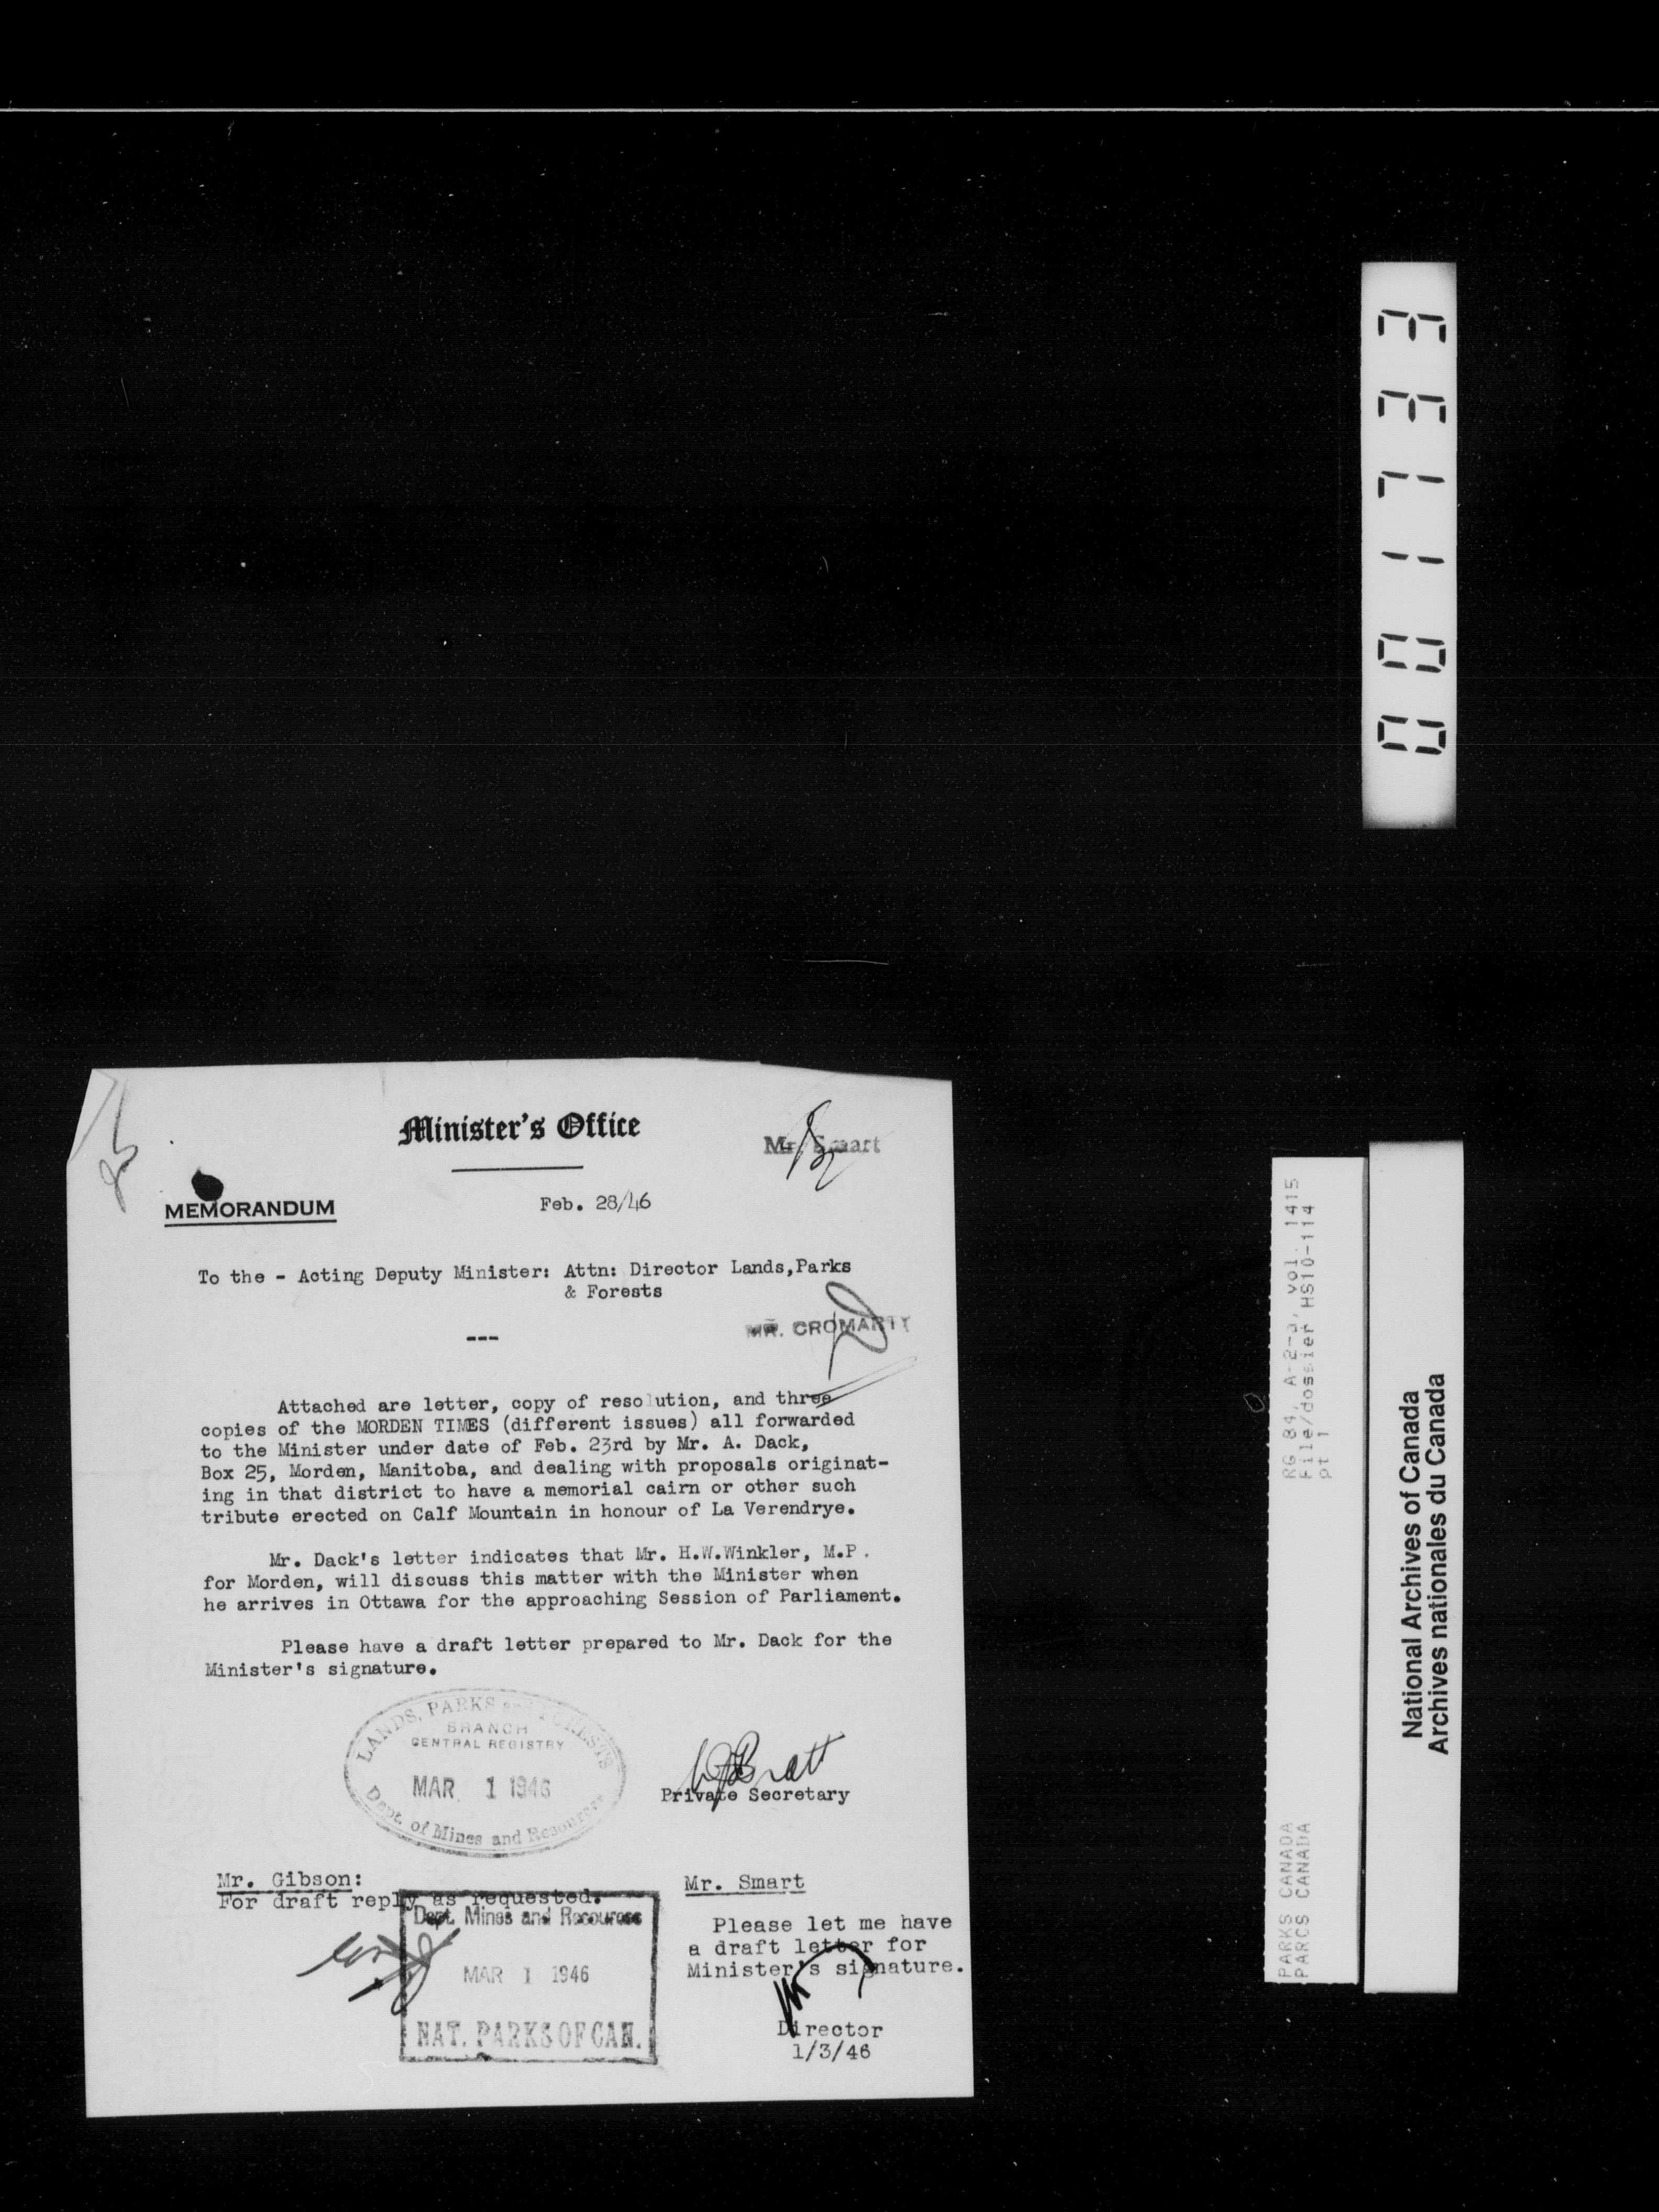 Minister's Office
Mr. Smart
MEMORANDUM
Feb. 28/46
To the - Acting Deputy Minister: Attn: Director Lands,Parks
& Forests
---
MR. CROMARTY
Attached are letter, copy of resolution, and three
copies of the MORDEN TIMES (different issues) all forwarded
to the Minister under date of Feb. 23rd by Mr. A. Dack,
Box 25, Morden, Manitoba, and dealing with proposals originat-
ing in that district to have a memorial cairn or other such
tribute erected on Calf Mountain in honour of La Verendrye.
Mr. Dack's letter indicates that Mr. H.W.Winkler, M.P.
for Morden, will discuss this matter with the Minister when
he arrives in Ottawa for the approaching Session of Parliament.
Please have a draft letter prepared to Mr. Dack for the
Minister's signature.
LANDS, PARKS and FORESTS
BRANCH
CENTRAL REGISTRY
MAR 1 1946
Dept. of Mines and Resources
Private Secretary
Mr. Gibson:
For draft reply as requested.
Dept. Mines and Resources
MAR 1 1946
NAT. PARKS OF CAN.
Mr. Smart
Please let me have
a draft letter for
Minister's signature.
Director
1/3/46
001733
RG 84, A-2-a, vol. 1415
File/dossier HS10-114
pt 1
PARKS CANADA
PARCS CANADA
National Archives of Canada
Archives nationales du Canada